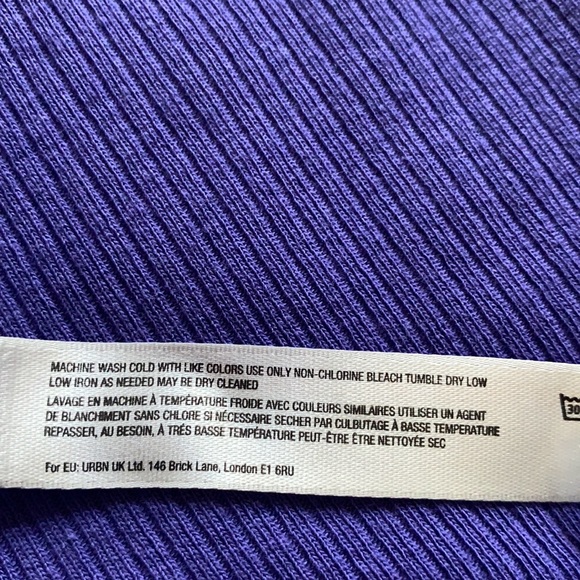 MACHINE WASH COLD WITH LIKE COLORS USE ONLY NON-CHLORINE BLEACH TUMBLE DRY LOW
LOW IRON AS NEEDED MAY BE DRY CLEANED
LAVAGE EN MACHINE À TEMPÉRATURE FROIDE AVEC COULEURS SIMILAIRES UTILISER UN AGENT
DE BLANCHIMENT SANS CHLORE SI NÉCESSAIRE SECHER PAR CULBUTAGE À BASSE TEMPERATURE
REPASSER, AU BESOIN, À TRÉS BASSE TEMPÉRATURE PEUT-ÊTRE ÊTRE NETTOYÉE SEC
30
For EU: URBN UK Ltd. 146 Brick Lane, London E1 6RU